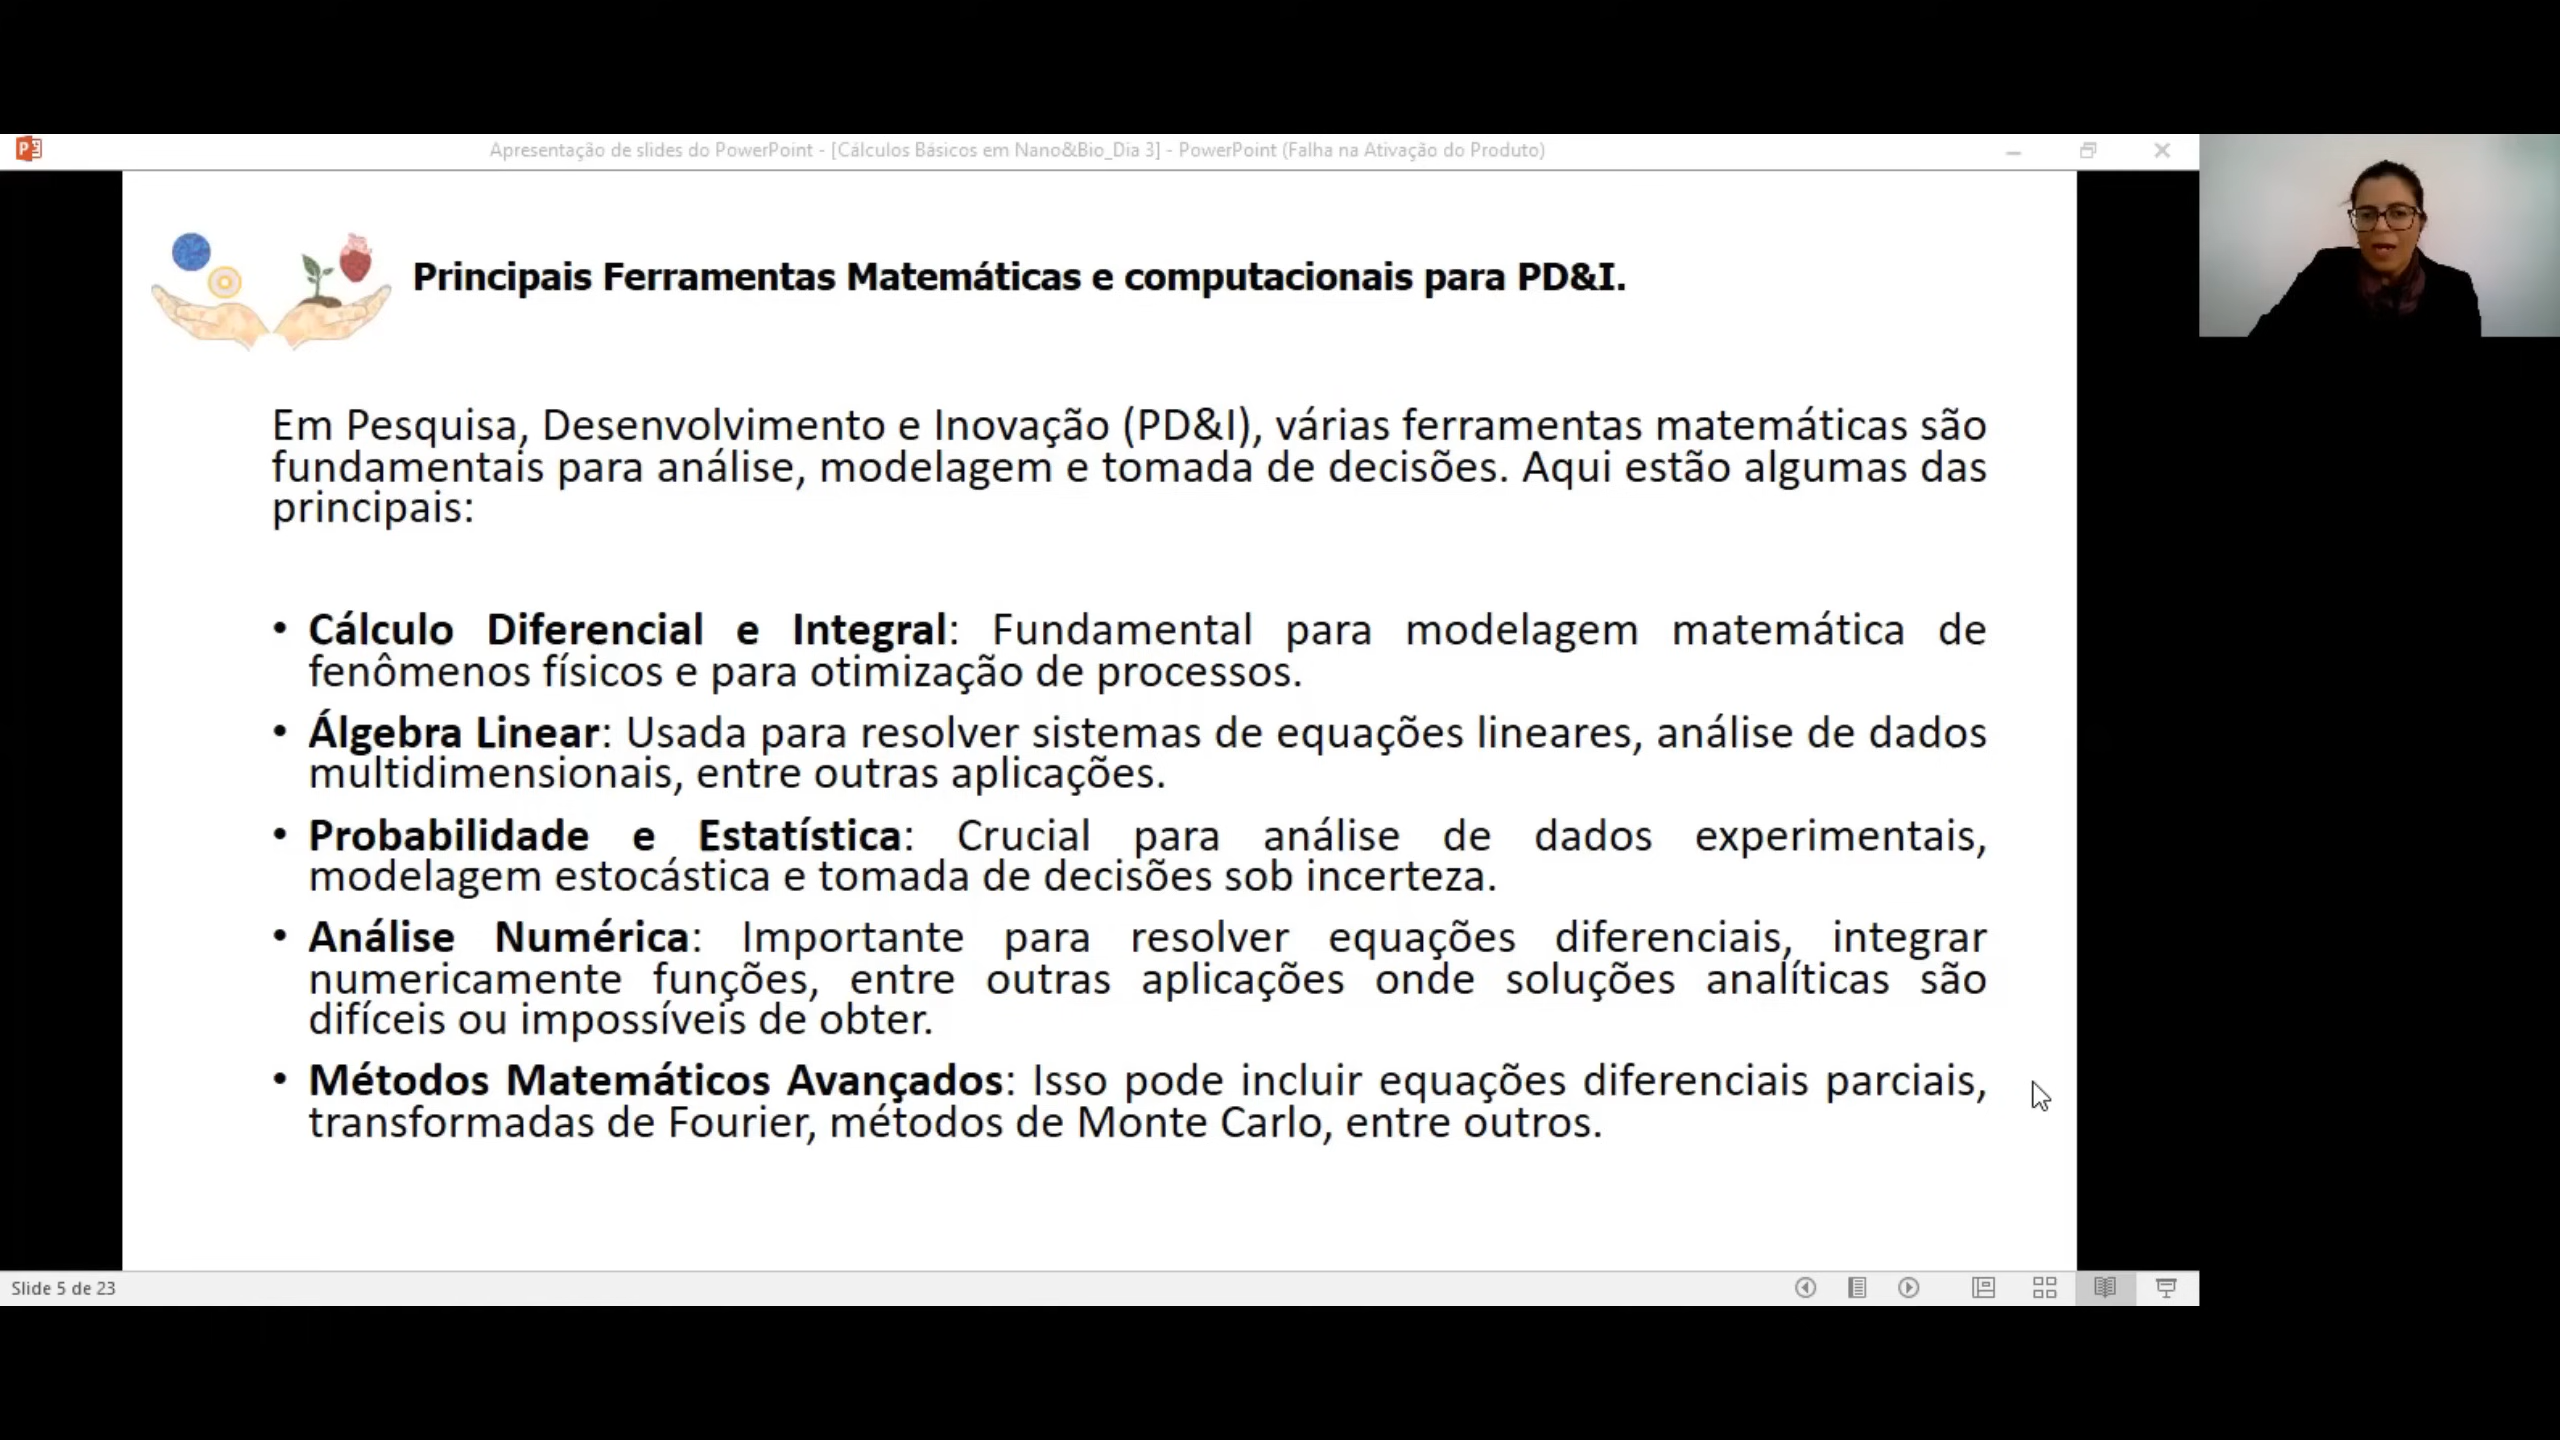 Apresentação de slides do PowerPoint - [Cálculos Básicos em Nano&Bio_Dia 3] - PowerPoint (Falha na Ativação do Produto)
Principais Ferramentas Matemáticas e computacionais para PD&I.
Em Pesquisa, Desenvolvimento e Inovação (PD&I), várias ferramentas matemáticas são
fundamentais para análise, modelagem e tomada de decisões. Aqui estão algumas das
principais:
• Cálculo Diferencial e Integral: Fundamental para modelagem matemática de
fenômenos físicos e para otimização de processos.
• Álgebra Linear: Usada para resolver sistemas de equações lineares, análise de dados
multidimensionais, entre outras aplicações.
• Probabilidade e Estatística: Crucial para análise de dados experimentais,
modelagem estocástica e tomada de decisões sob incerteza.
• Análise Numérica: Importante para resolver equações diferenciais, integrar
numericamente funções, entre outras aplicações onde soluções analíticas são
difíceis ou impossíveis de obter.
• Métodos Matemáticos Avançados: Isso pode incluir equações diferenciais parciais,
transformadas de Fourier, métodos de Monte Carlo, entre outros.
Slide 5 de 23